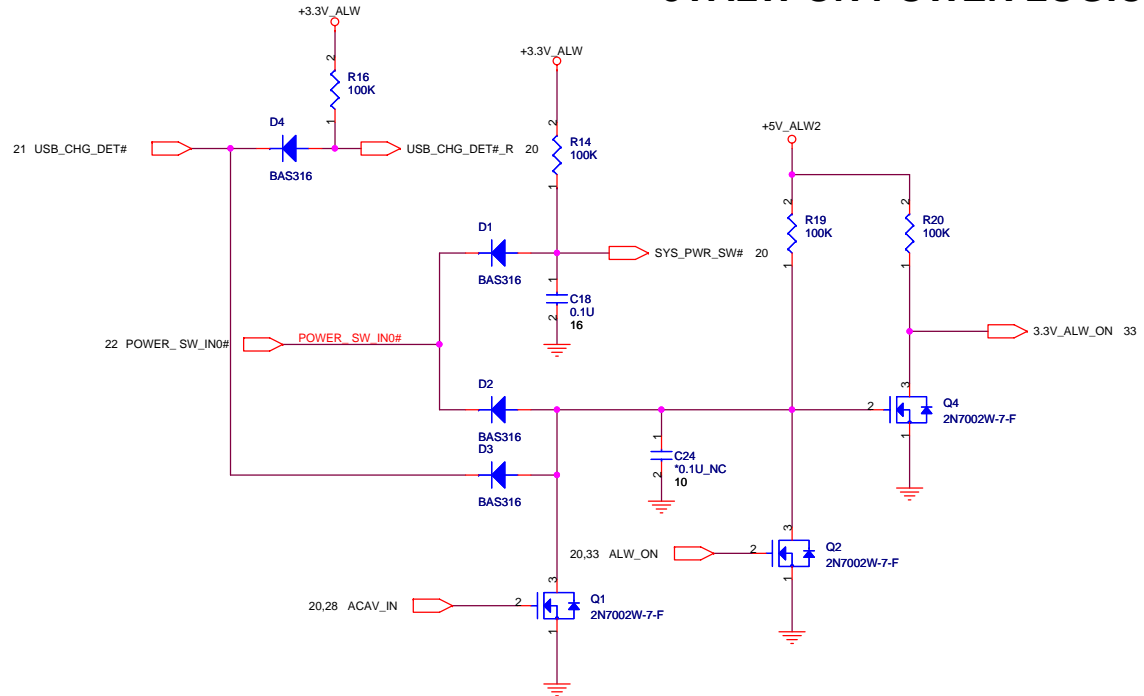 +3.3V_ALW
2
R16
100K
1
D4
21 USB_CHG_DET#
USB_CHG_DET#_R 20
BAS316
+3.3V_ALW
2
R14
100K
1
D1
SYS_PWR_SW# 20
BAS316
1
C18
0.1U
2
16
22 POWER_ SW_IN0#
POWER_ SW_IN0#
+5V_ALW2
2
R19
100K
1
2
R20
100K
1
3.3V_ALW_ON 33
D2
BAS316
D3
BAS316
1
C24
*0.1U_NC
2
10
3
2
Q4
2N7002W-7-F
1
20,33 ALW_ON
3
2
Q2
2N7002W-7-F
1
20,28 ACAV_IN
3
2
Q1
2N7002W-7-F
1